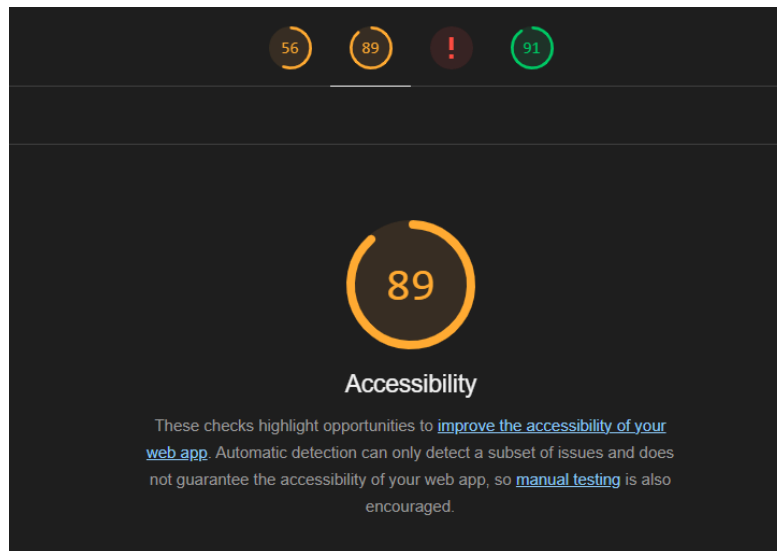 56 89 ! 91
89
Accessibility
These checks highlight opportunities to improve the accessibility of your
web app. Automatic detection can only detect a subset of issues and does
not guarantee the accessibility of your web app, so manual testing is also
encouraged.